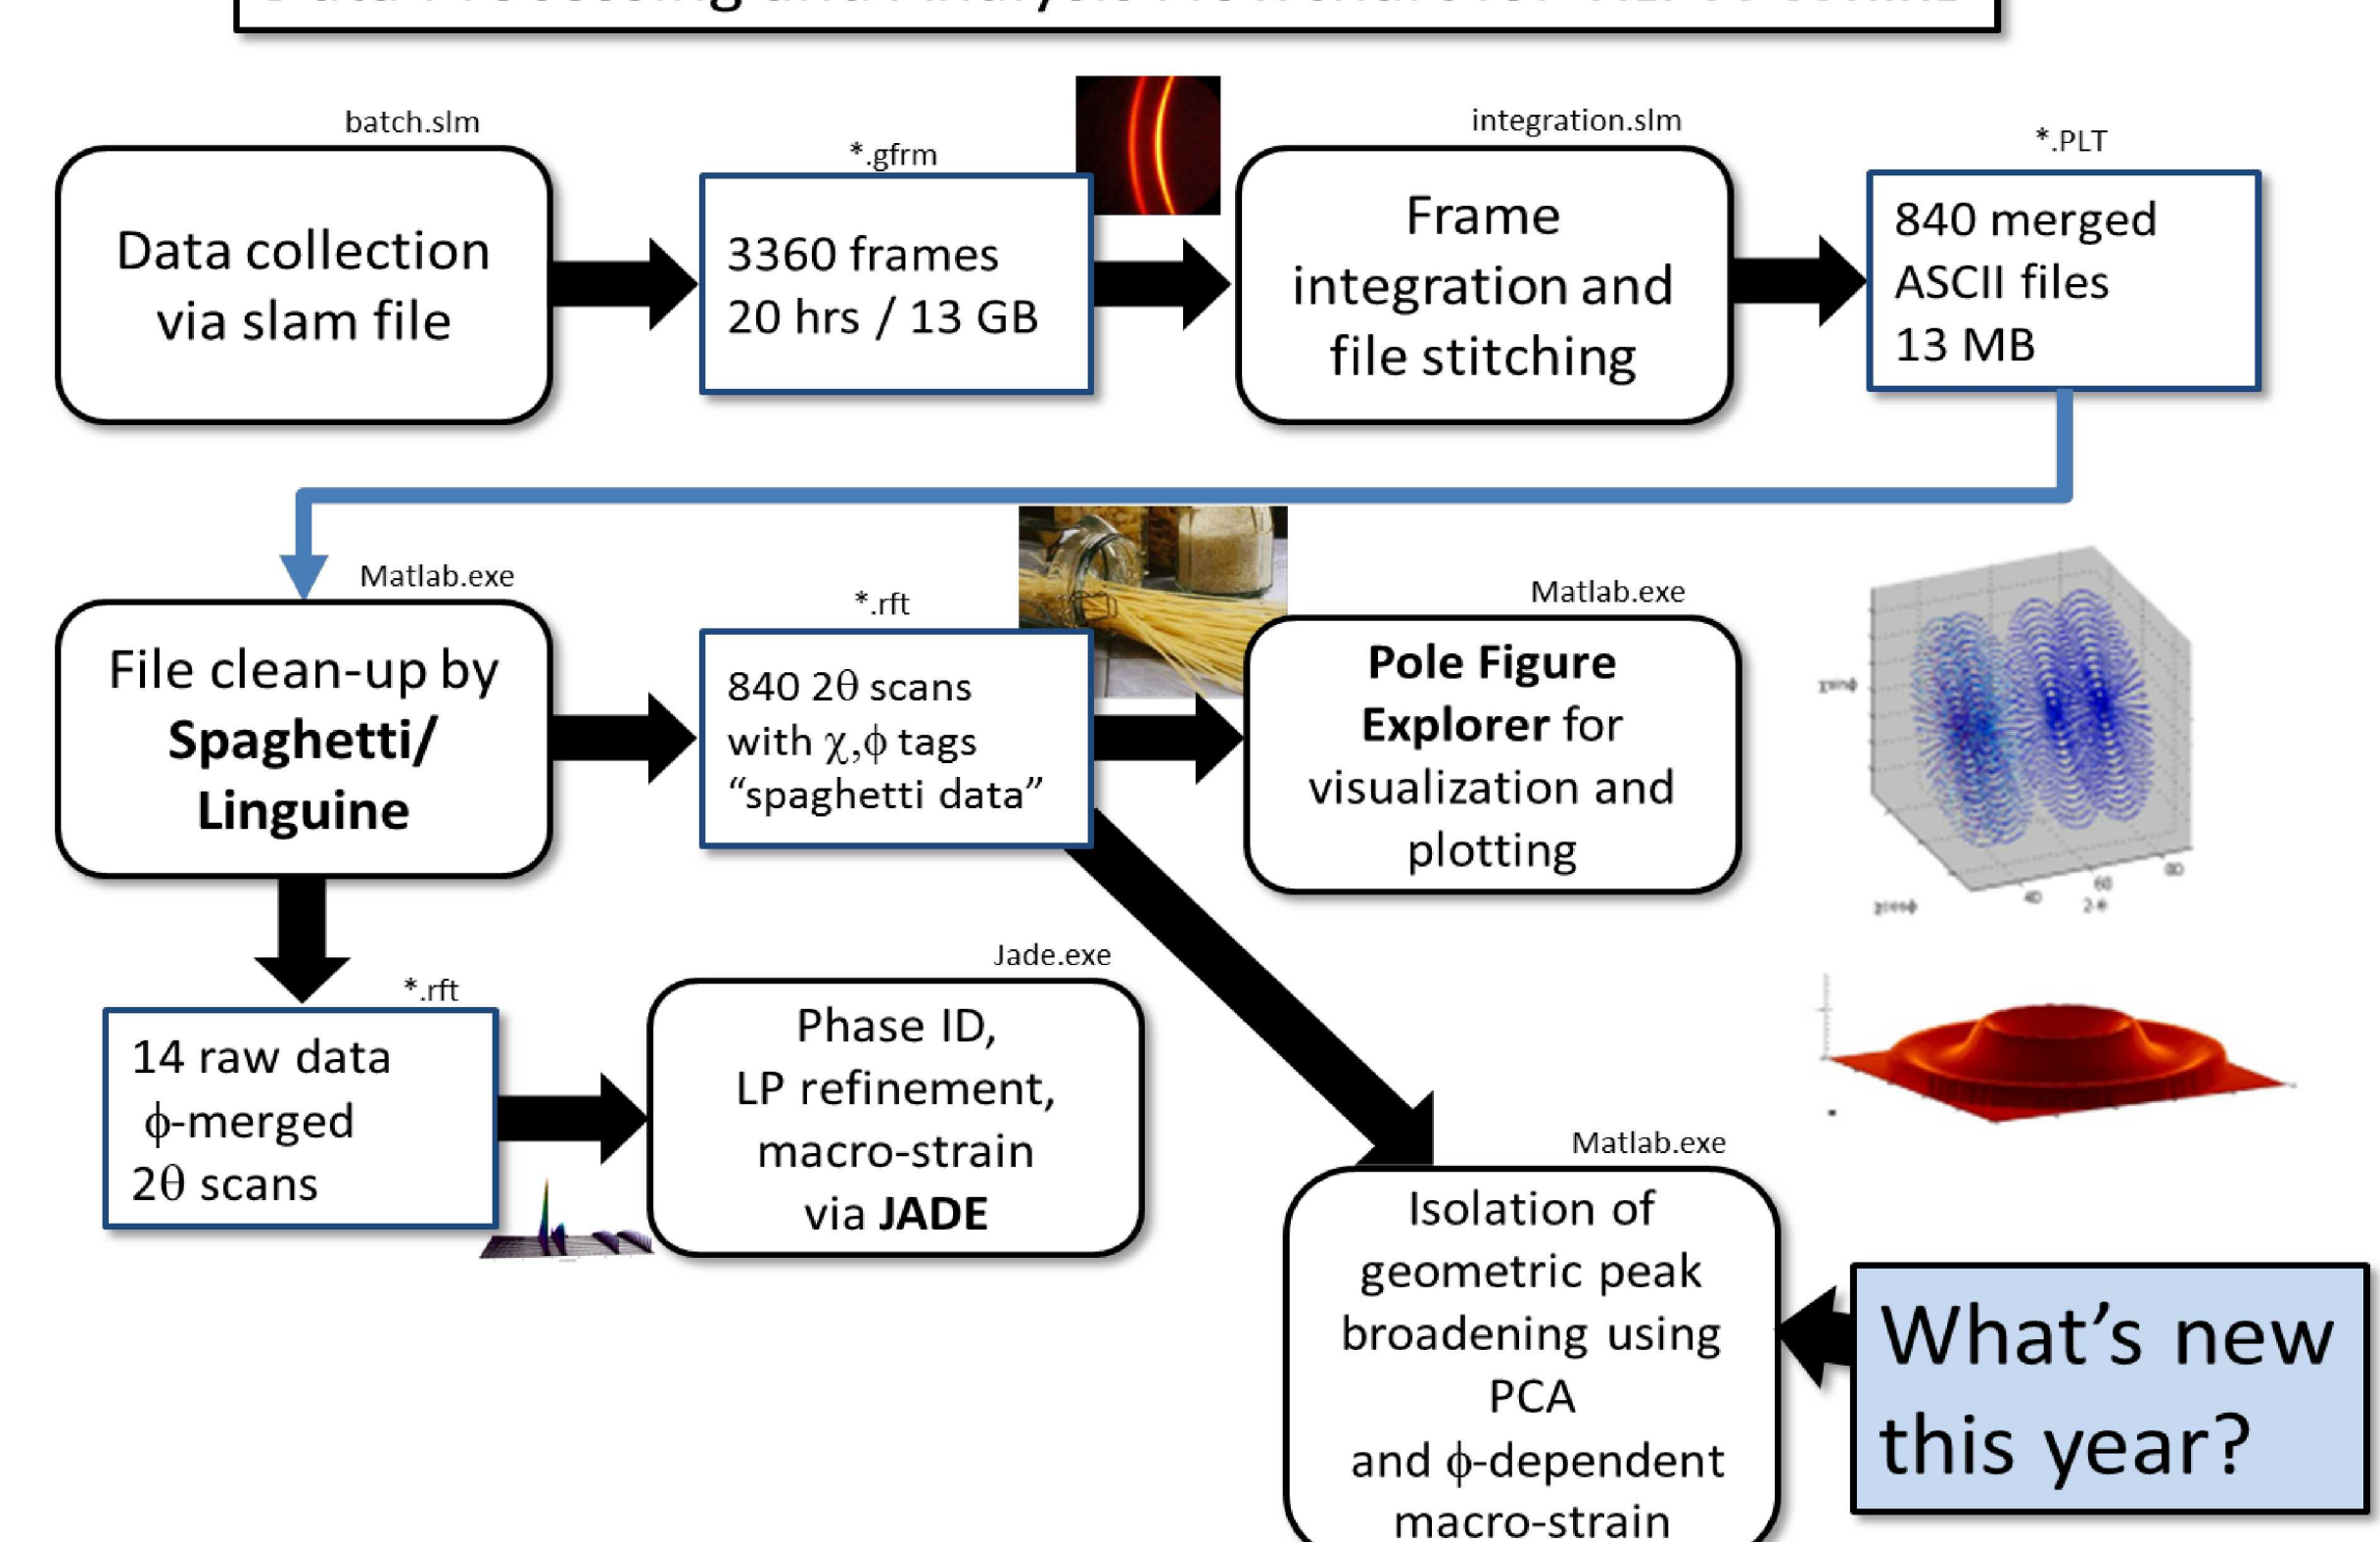 batch.slm
Data collection
via slam file
*.gfrm
3360 frames
20 hrs / 13 GB
integration.slm
Frame
integration and
file stitching
*.PLT
840 merged
ASCII files
13 MB
Matlab.exe
File clean-up by
Spaghetti/
Linguine
*.rft
840 2θ scans
with χ,ϕ tags
“spaghetti data”
Matlab.exe
Pole Figure
Explorer for
visualization and
plotting
40
60
80
*.rft
14 raw data
ϕ-merged
2θ scans
Jade.exe
Phase ID,
LP refinement,
macro-strain
via JADE
Matlab.exe
Isolation of
geometric peak
broadening using
PCA
and ϕ-dependent
macro-strain
What’s new
this year?